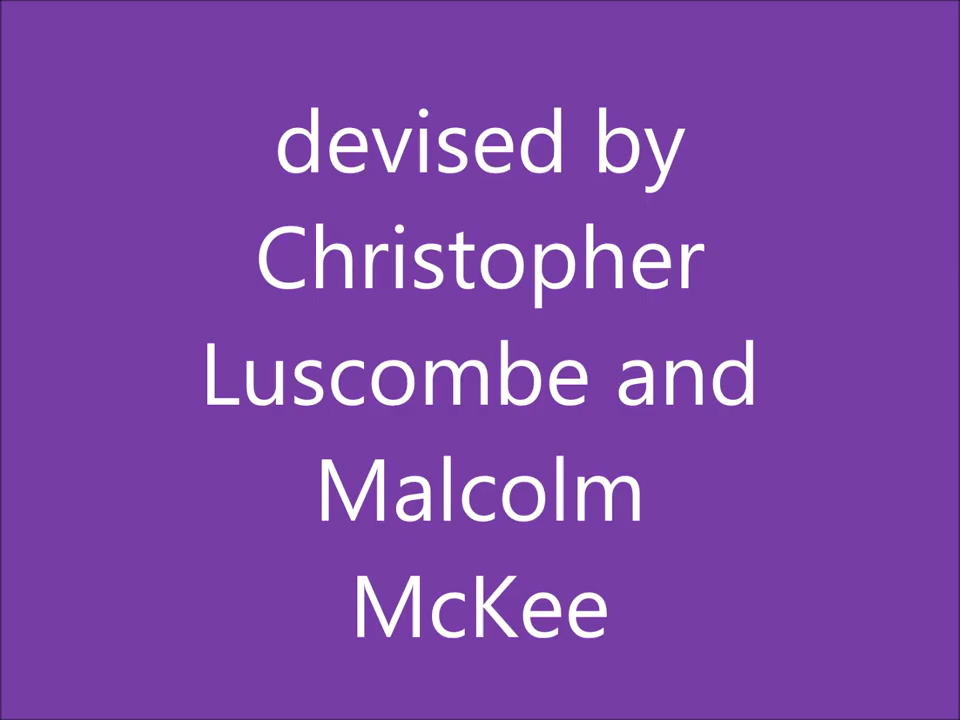 devised by
Christopher
Luscombe and
Malcolm
McKee